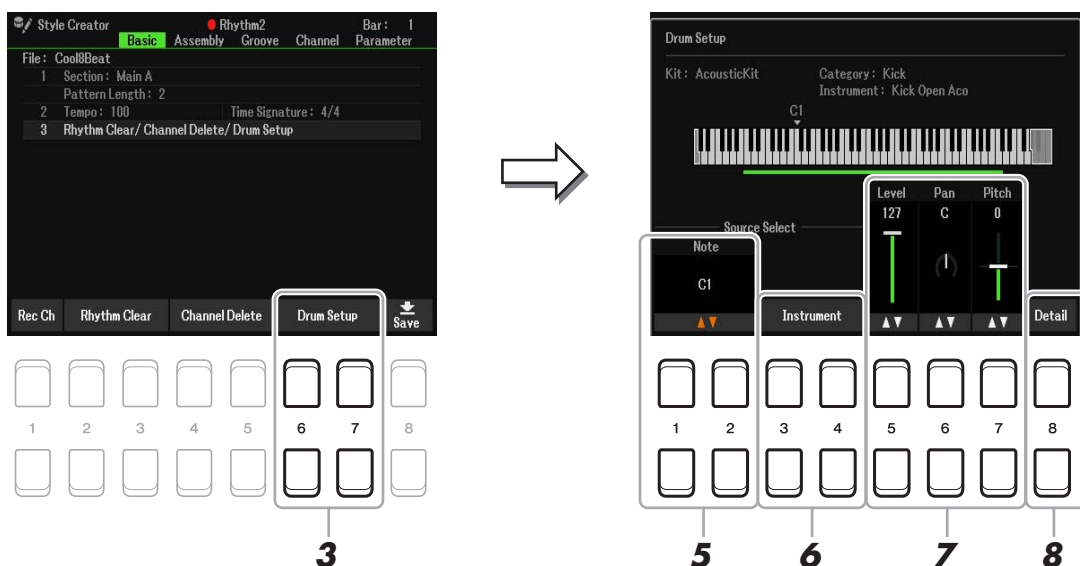 Style Creator Rhythm2 Bar: 1
Basic Assembly Groove Channel Parameter
File: Cool8Beat
1 Section: Main A
Pattern Length: 2
2 Tempo: 100 Time Signature: 4/4
3 Rhythm Clear/ Channel Delete/ Drum Setup
Rec Ch Rhythm Clear Channel Delete Drum Setup Save
1 2 3 4 5 6 7 8
3
Drum Setup
Kit: AcousticKit Category: Kick
Instrument: Kick Open Aco
C1
Level Pan Pitch
127 C 0
Source Select
Note
C1
Instrument Detail
1 2 3 4 5 6 7 8
5 6 7 8